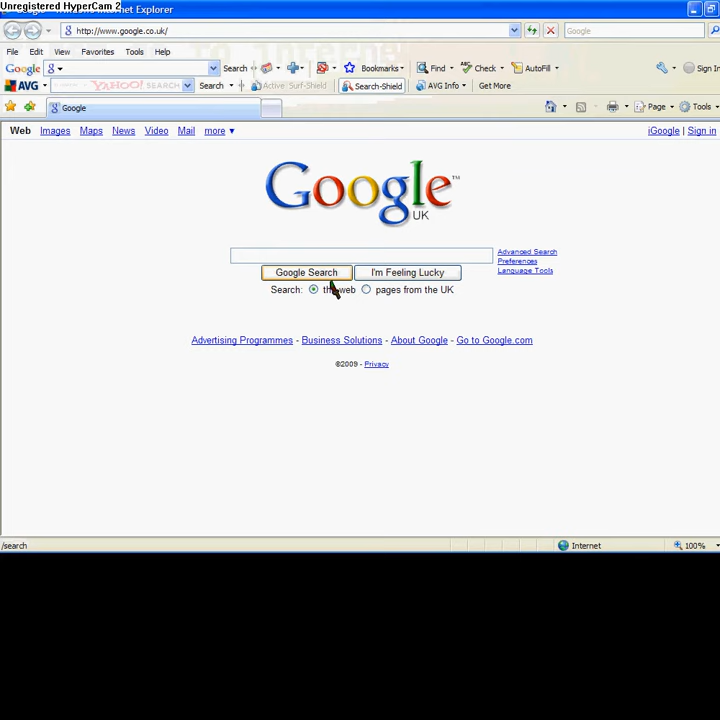 Unregistered HyperCam 2
Internet Explorer
http://www.google.co.uk/
Google
File Edit View Favorites Tools Help
Google Search Bookmarks Find Check AutoFill Sign In
AVG YAHOO! SEARCH Search Active: Surf-Shield Search-Shield AVG Info Get More
Google Page Tools
Web Images Maps News Video Mail more iGoogle | Sign in
Google™
UK
Advanced Search
Preferences
Language Tools
Google Search I'm Feeling Lucky
Search: the web pages from the UK
Advertising Programmes - Business Solutions - About Google - Go to Google.com
©2009 - Privacy
/search Internet 100%